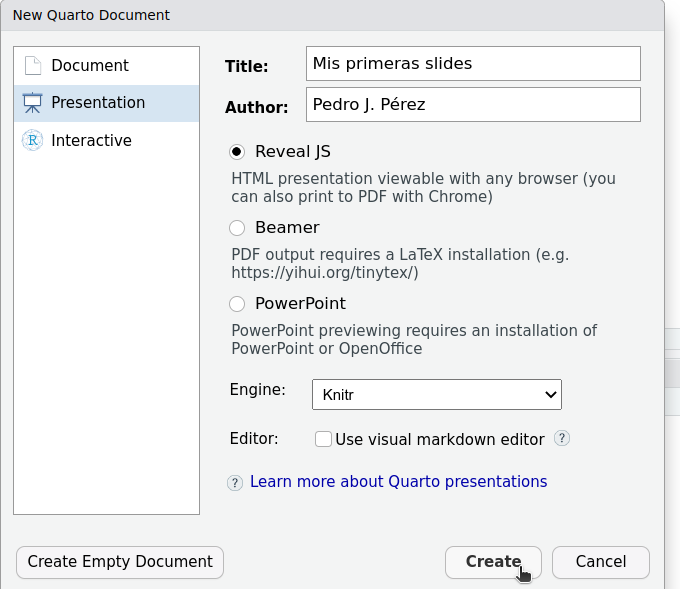 New Quarto Document
Document
Presentation
Interactive
Title: Mis primeras slides
Author: Pedro J. Pérez
Reveal JS
HTML presentation viewable with any browser (you
can also print to PDF with Chrome)
Beamer
PDF output requires a LaTeX installation (e.g.
https://yihui.org/tinytex/)
PowerPoint
PowerPoint previewing requires an installation of
PowerPoint or OpenOffice
Engine: Knitr
Editor: Use visual markdown editor ?
? Learn more about Quarto presentations
Create Empty Document Create Cancel